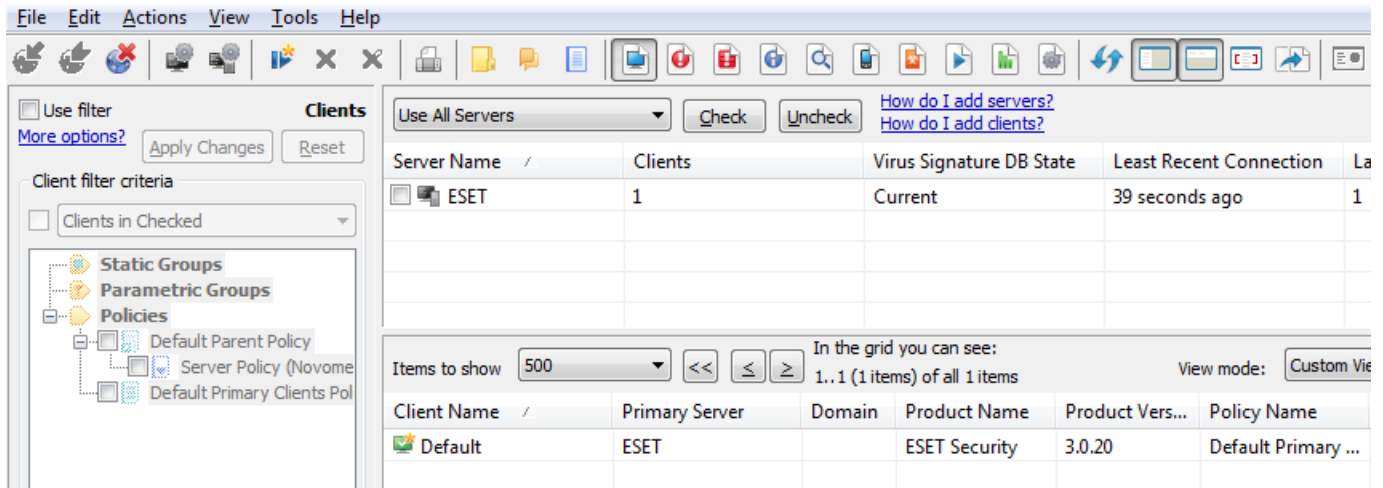 File Edit Actions View Tools Help
Use filter Clients
More options? Apply Changes Reset
Client filter criteria
Clients in Checked
Static Groups
Parametric Groups
Policies
Default Parent Policy
Server Policy (Novome
Default Primary Clients Pol
Use All Servers Check Uncheck
How do I add servers?
How do I add clients?
Server Name Clients Virus Signature DB State Least Recent Connection La
ESET 1 Current 39 seconds ago 1
Items to show 500 << < >
In the grid you can see:
1..1 (1 items) of all 1 items
View mode: Custom Vie
Client Name Primary Server Domain Product Name Product Vers... Policy Name
Default ESET ESET Security 3.0.20 Default Primary ...